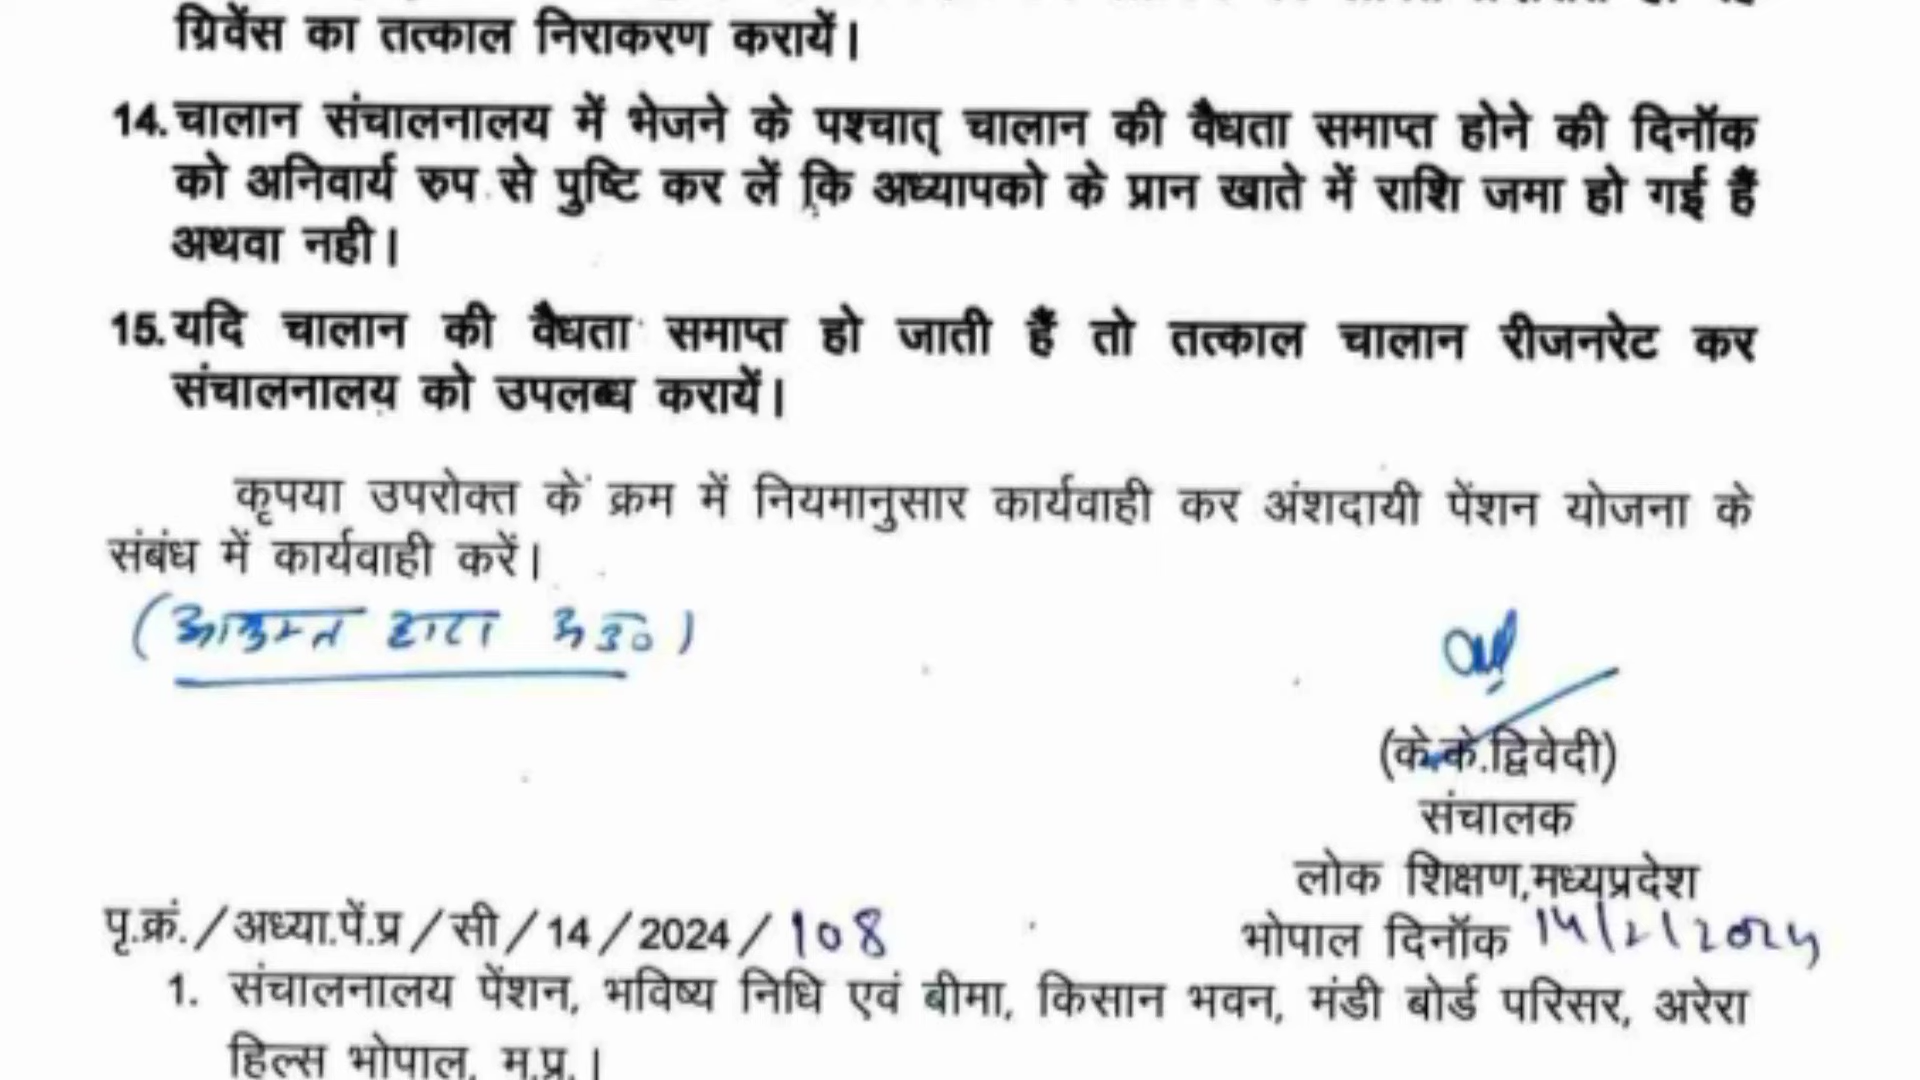 ग्रिवेंस का तत्काल निराकरण करायें।
14. चालान संचालनालय में भेजने के पश्चात् चालान की वैधता समाप्त होने की दिनॉक
को अनिवार्य रुप से पुष्टि कर लें कि अध्यापको के प्रान खाते में राशि जमा हो गई हैं
अथवा नही।
15. यदि चालान की वैधता समाप्त हो जाती हैं तो तत्काल चालान रीजनरेट कर
संचालनालय को उपलब्ध करायें।
कृपया उपरोक्त के क्रम में नियमानुसार कार्यवाही कर अंशदायी पेंशन योजना के
संबंध में कार्यवाही करें।
(के.के.द्विवेदी)
संचालक
लोक शिक्षण,मध्यप्रदेश
पृ.क्रं./अध्या.पें.प्र/सी/14/2024/108
भोपाल दिनॉक 14/2/2024
1. संचालनालय पेंशन, भविष्य निधि एवं बीमा, किसान भवन, मंडी बोर्ड परिसर, अरेरा
हिल्स भोपाल, म.प्र.।